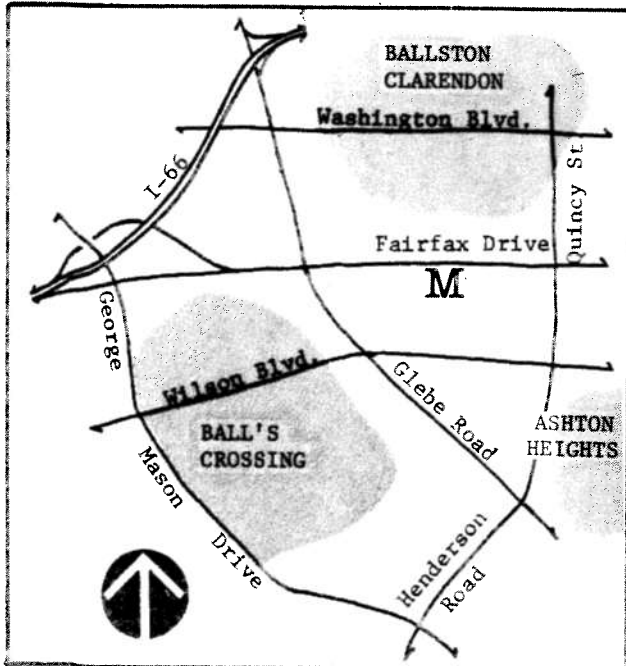 BALLSTON
CLARENDON
Washington Blvd.
I-66
Quincy St
Fairfax Drive
M
George
Wilson Blvd.
Glebe Road
BALL'S
CROSSING
ASHTON
HEIGHTS
Mason
Drive
Henderson
Road